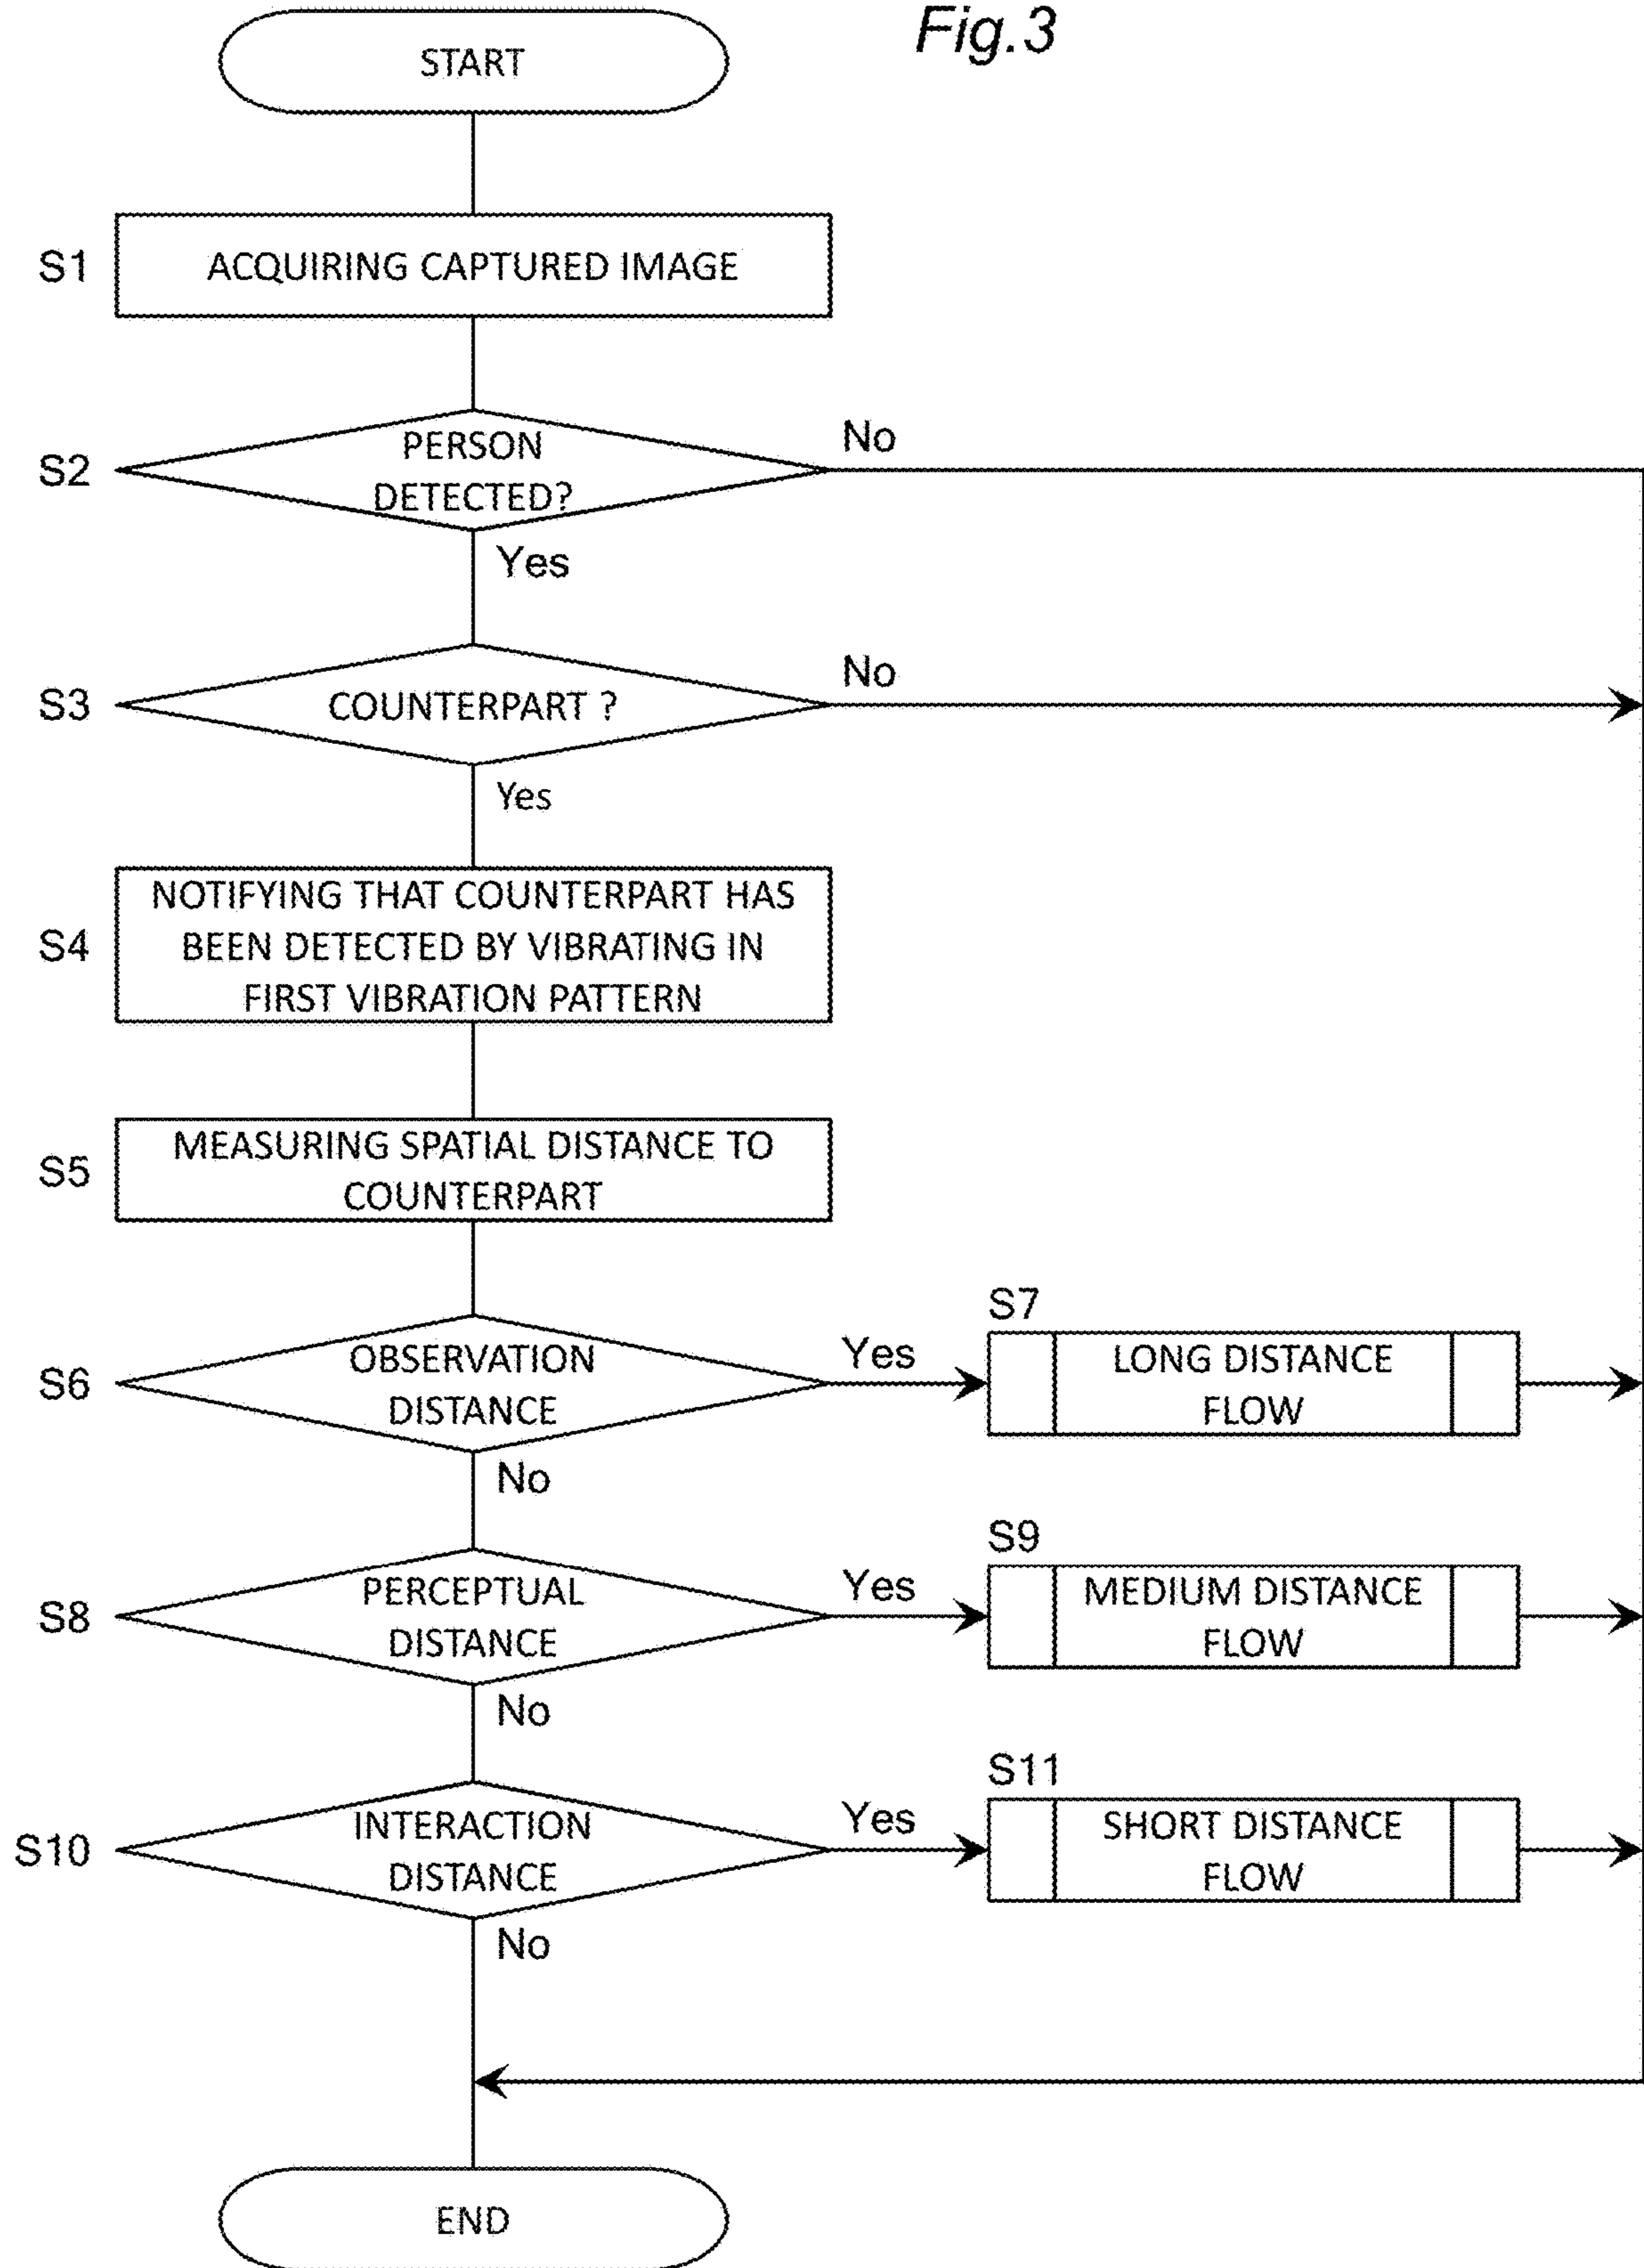 Fig.3
START
S1
ACQUIRING CAPTURED IMAGE
S2
PERSON
DETECTED?
No
Yes
S3
COUNTERPART ?
No
Yes
S4
NOTIFYING THAT COUNTERPART HAS
BEEN DETECTED BY VIBRATING IN
FIRST VIBRATION PATTERN
S5
MEASURING SPATIAL DISTANCE TO
COUNTERPART
S6
OBSERVATION
DISTANCE
Yes
S7
LONG DISTANCE
FLOW
No
S8
PERCEPTUAL
DISTANCE
Yes
S9
MEDIUM DISTANCE
FLOW
No
S10
INTERACTION
DISTANCE
Yes
S11
SHORT DISTANCE
FLOW
No
END